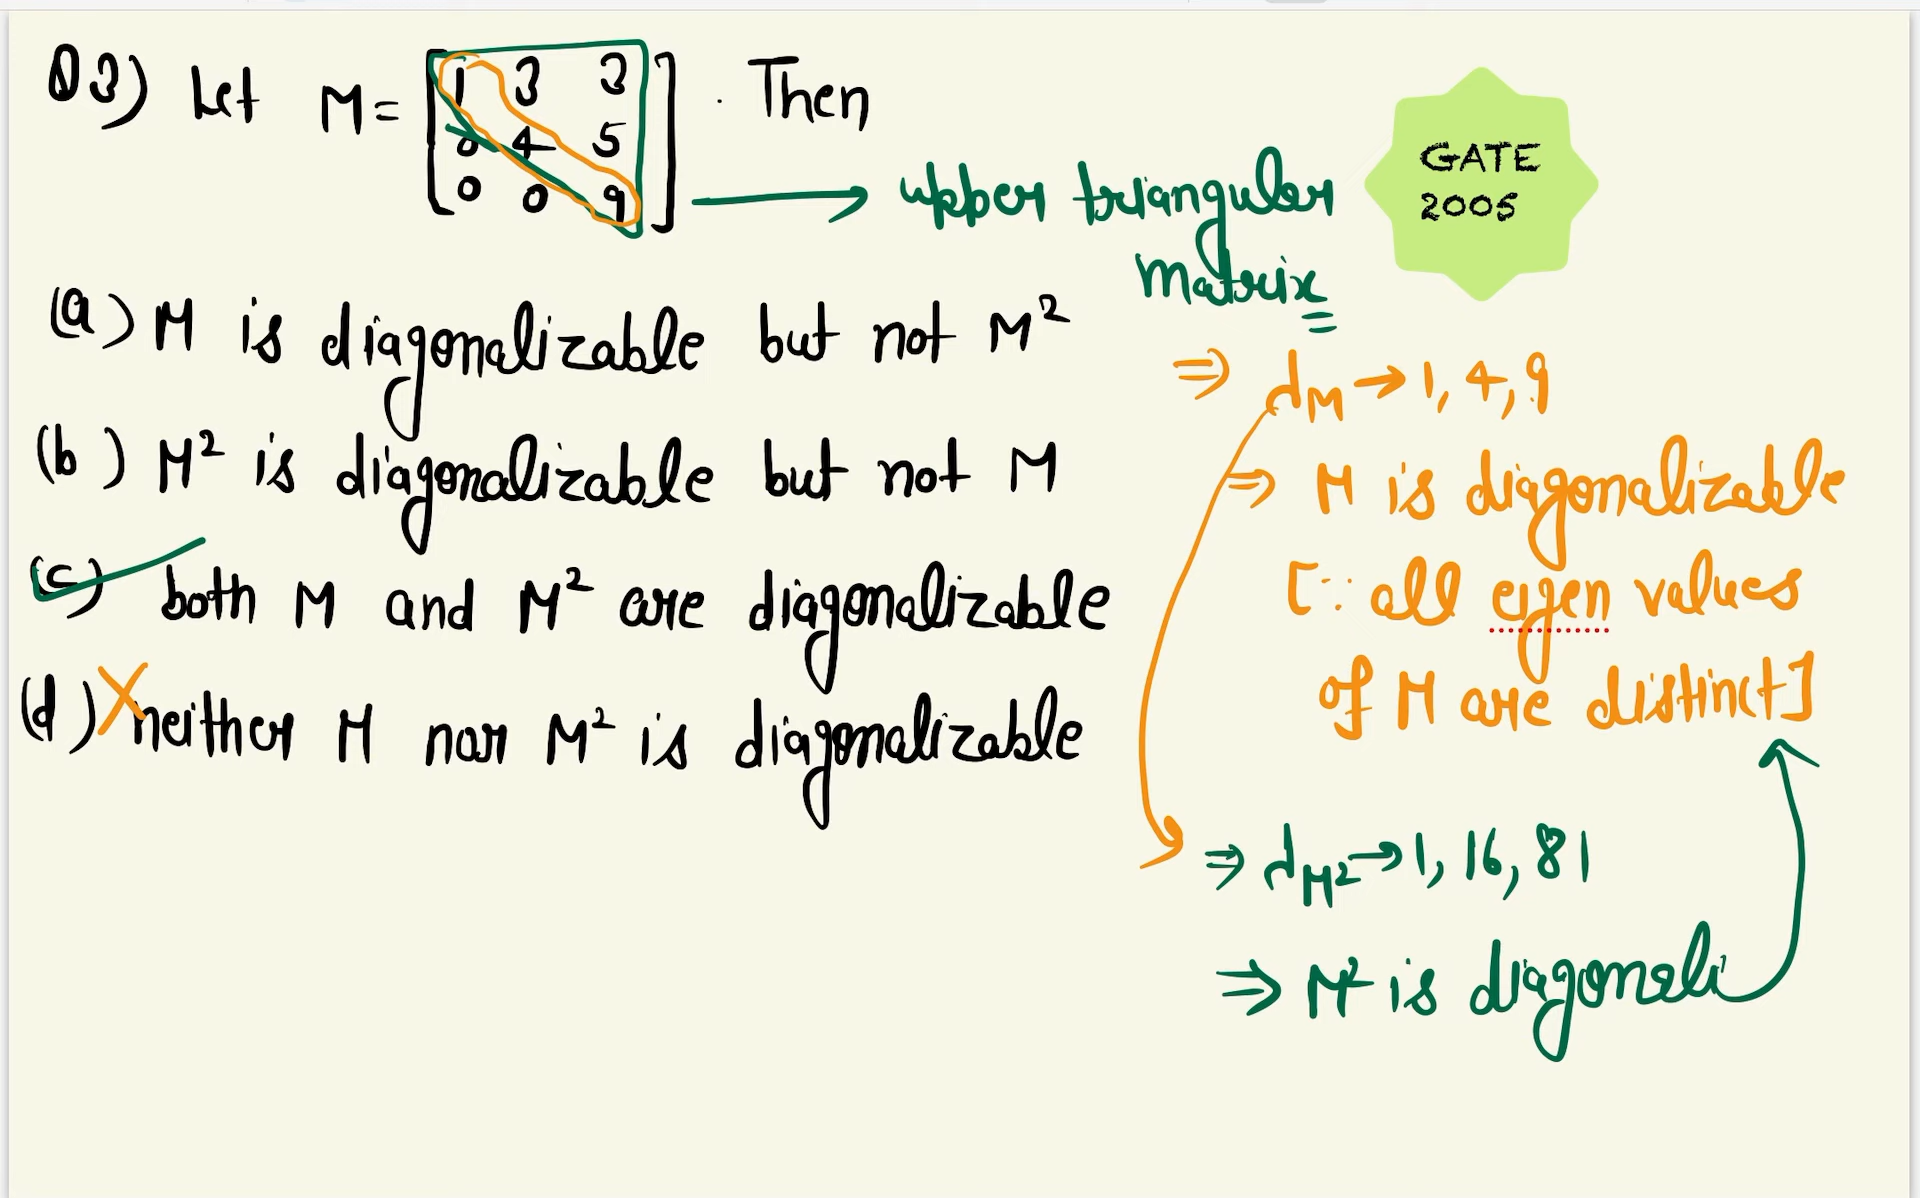 Q3) Let M = [1 3 3 . Then
0 4 5
0 0 9]
→ upper triangular
matrix
GATE
2005
(a) M is diagonalizable but not M²
(b) M² is diagonalizable but not M
(c) both M and M² are diagonalizable
(d) neither M nor M² is diagonalizable
⇒ λM → 1, 4, 9
⇒ M is diagonalizable
[∵ all eigen values
of M are distinct]
⇒ λM² → 1, 16, 81
⇒ M² is diagonali